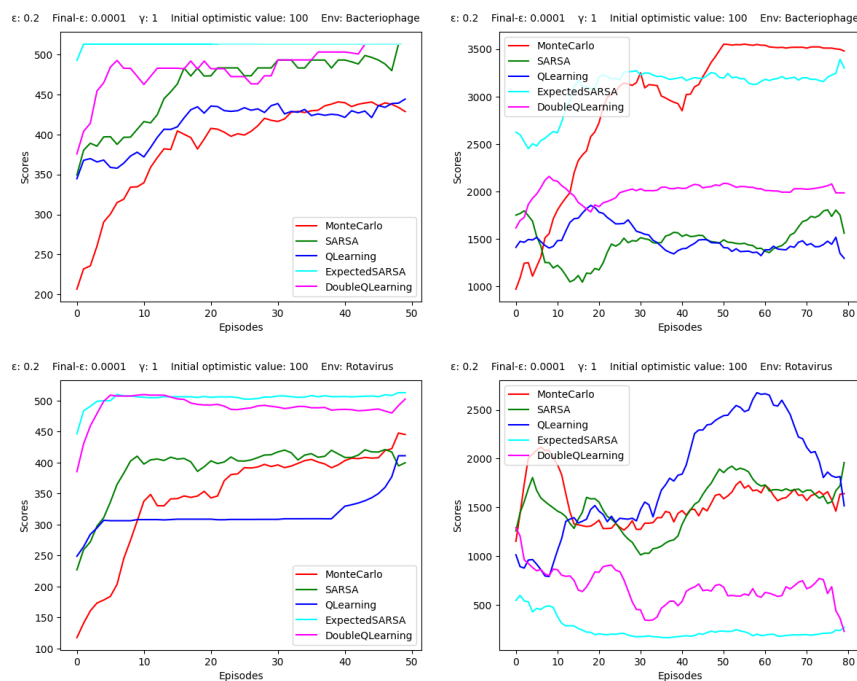 ε: 0.2 Final-ε: 0.0001 γ: 1 Initial optimistic value: 100 Env: Bacteriophage
500
450
400
350
300
250
200
Scores
MonteCarlo
SARSA
QLearning
ExpectedSARSA
DoubleQLearning
0 10 20 30 40 50
Episodes
ε: 0.2 Final-ε: 0.0001 γ: 1 Initial optimistic value: 100 Env: Bacteriophage
MonteCarlo
SARSA
QLearning
ExpectedSARSA
DoubleQLearning
3500
3000
2500
2000
1500
1000
Scores
0 10 20 30 40 50 60 70 80
Episodes
ε: 0.2 Final-ε: 0.0001 γ: 1 Initial optimistic value: 100 Env: Rotavirus
500
450
400
350
300
250
200
150
100
Scores
MonteCarlo
SARSA
QLearning
ExpectedSARSA
DoubleQLearning
0 10 20 30 40 50
Episodes
ε: 0.2 Final-ε: 0.0001 γ: 1 Initial optimistic value: 100 Env: Rotavirus
MonteCarlo
SARSA
QLearning
ExpectedSARSA
DoubleQLearning
2500
2000
1500
1000
500
Scores
0 10 20 30 40 50 60 70 80
Episodes